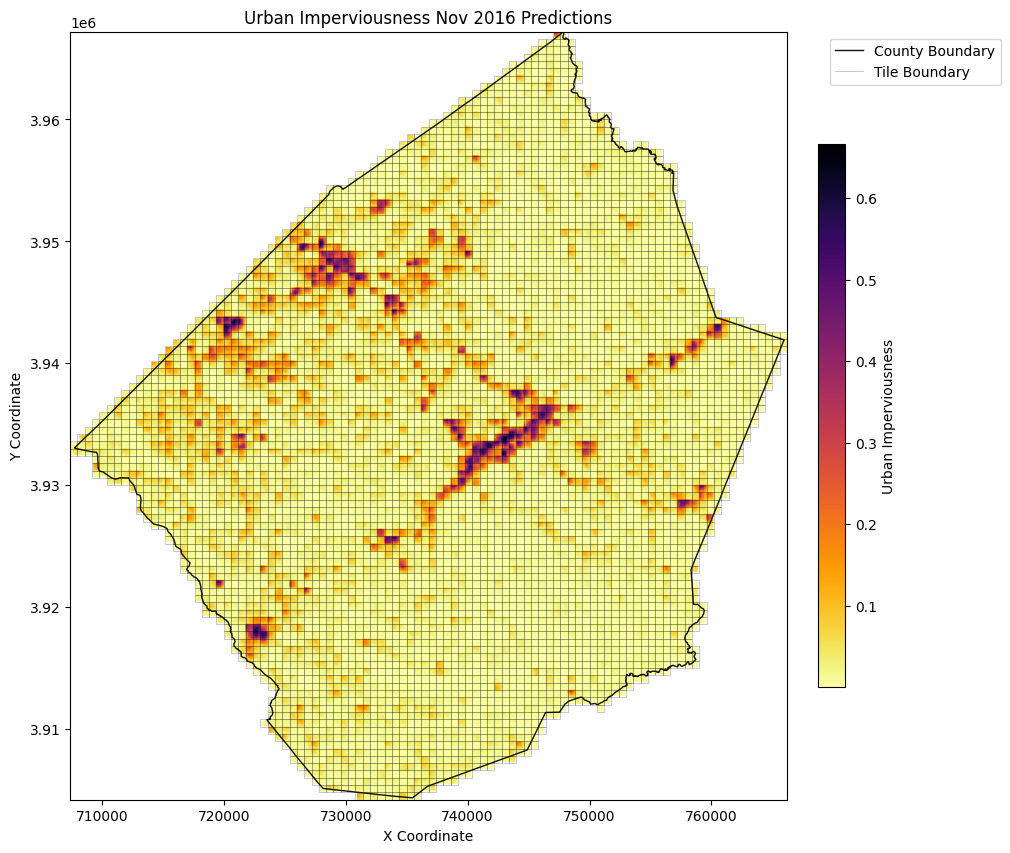 Urban Imperviousness Nov 2016 Predictions
1e6
County Boundary
Tile Boundary
3.96
3.95
3.94
3.93
3.92
3.91
Y Coordinate
710000 720000 730000 740000 750000 760000
X Coordinate
0.6
0.5
0.4
0.3
0.2
0.1
Urban Imperviousness